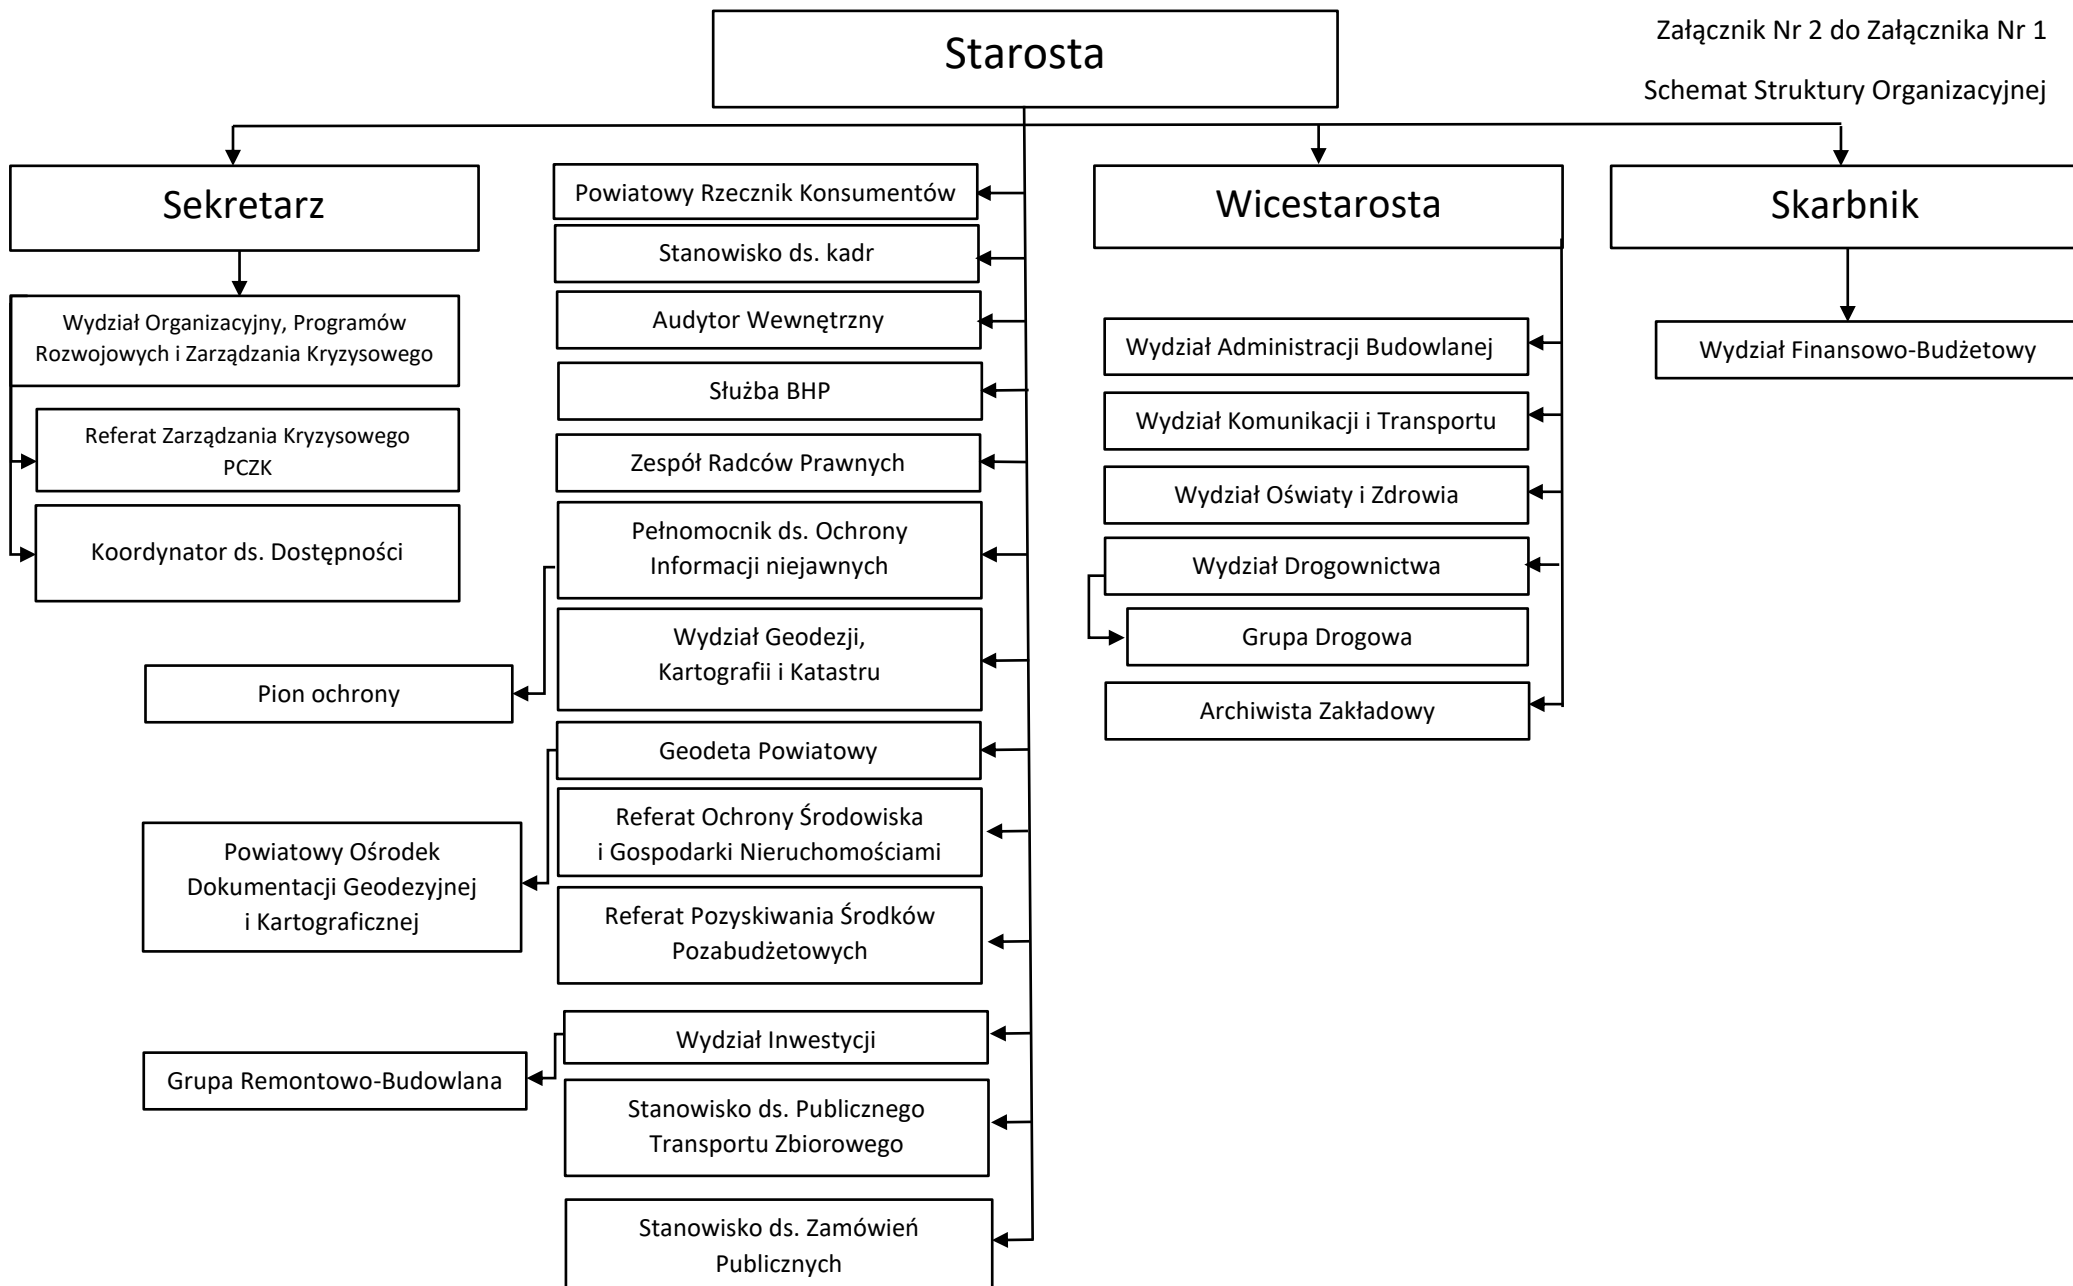 Załącznik Nr 2 do Załącznika Nr 1
Schemat Struktury Organizacyjnej
Starosta
Sekretarz
Wydział Organizacyjny, Programów
Rozwojowych i Zarządzania Kryzysowego
Referat Zarządzania Kryzysowego
PCZK
Koordynator ds. Dostępności
Powiatowy Rzecznik Konsumentów
Stanowisko ds. kadr
Audytor Wewnętrzny
Służba BHP
Zespół Radców Prawnych
Pełnomocnik ds. Ochrony
Informacji niejawnych
Pion ochrony
Wydział Geodezji,
Kartografii i Katastru
Geodeta Powiatowy
Powiatowy Ośrodek
Dokumentacji Geodezyjnej
i Kartograficznej
Referat Ochrony Środowiska
i Gospodarki Nieruchomościami
Referat Pozyskiwania Środków
Pozabudżetowych
Wydział Inwestycji
Grupa Remontowo-Budowlana
Stanowisko ds. Publicznego
Transportu Zbiorowego
Stanowisko ds. Zamówień
Publicznych
Wicestarosta
Wydział Administracji Budowlanej
Wydział Komunikacji i Transportu
Wydział Oświaty i Zdrowia
Wydział Drogownictwa
Grupa Drogowa
Archiwista Zakładowy
Skarbnik
Wydział Finansowo-Budżetowy